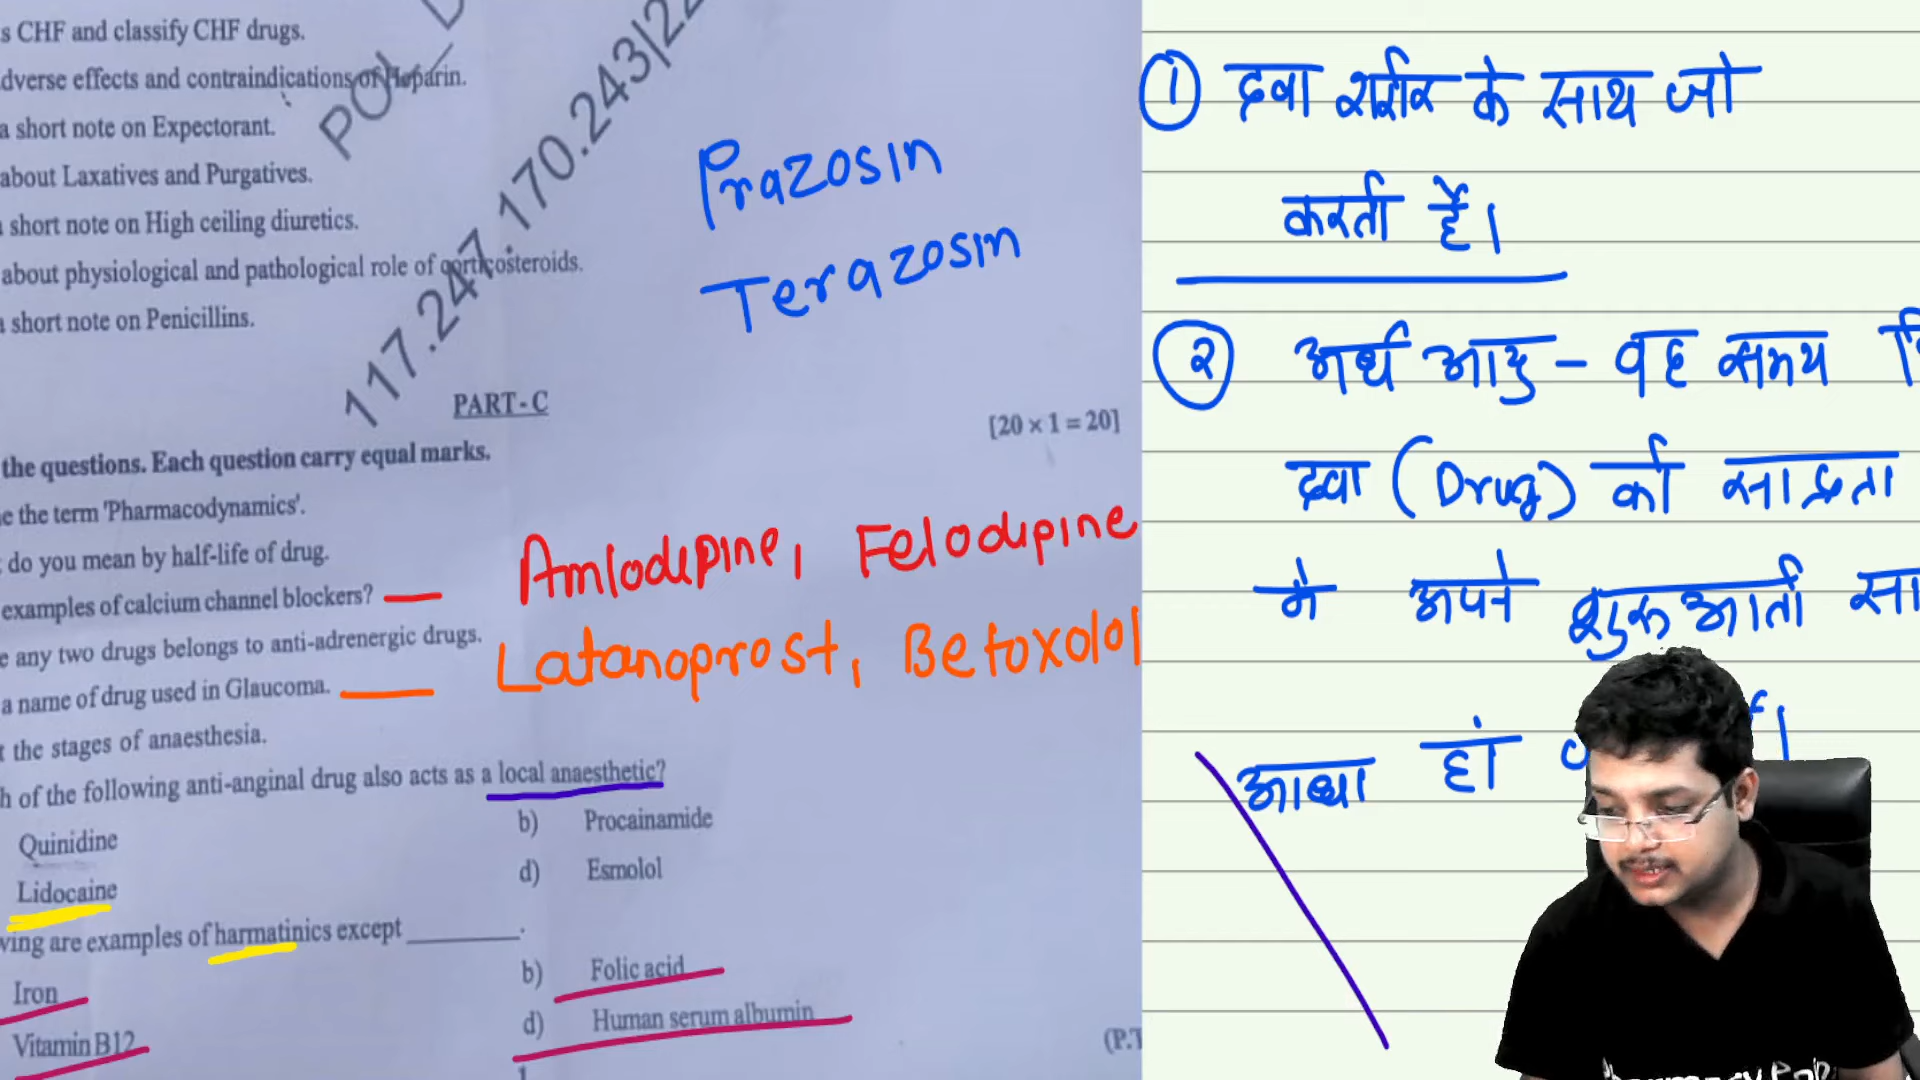 s CHF and classify CHF drugs.
dverse effects and contraindications of Heparin.
a short note on Expectorant.
about Laxatives and Purgatives.
short note on High ceiling diuretics.
about physiological and pathological role of corticosteroids.
a short note on Penicillins.
117.247.170.243|22
Prazosin
Terazosin
PART - C
[20 × 1 = 20]
the questions. Each question carry equal marks.
e the term 'Pharmacodynamics'.
do you mean by half-life of drug.
examples of calcium channel blockers?
Amlodipine, Felodipine
e any two drugs belongs to anti-adrenergic drugs.
a name of drug used in Glaucoma.
Latanoprost, Betoxolol
t the stages of anaesthesia.
h of the following anti-anginal drug also acts as a local anaesthetic?
Quinidine
b) Procainamide
Lidocaine
d) Esmolol
ving are examples of harmatinics except ________.
Iron
b) Folic acid
Vitamin B12
d) Human serum albumin
(P.T
① दवा शरीर के साथ जो
करती हैं।
② अर्ध आयु - वह समय
दवा (Drug) की सांद्रता
में अपने शुरुआती सा
आधा हो